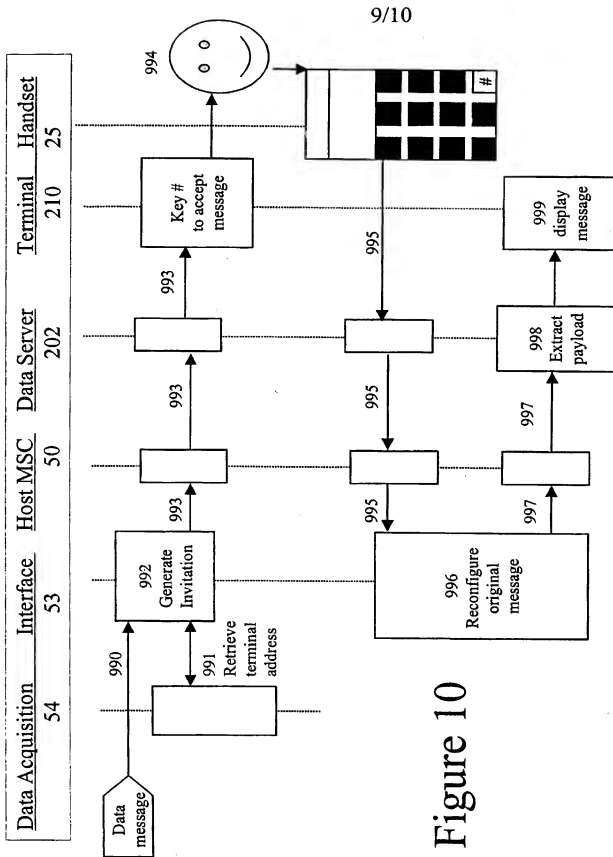 9/10
Data Acquisition Interface Host MSC Data Server Terminal Handset
54 53 50 202 210 25
Data
message
990
991
Retrieve
terminal
address
992
Generate
Invitation
993
993
993
Key #
to accept
message
994
#
995
995
995
996
Reconfigure
original
message
997
997
998
Extract
payload
999
display
message
Figure 10